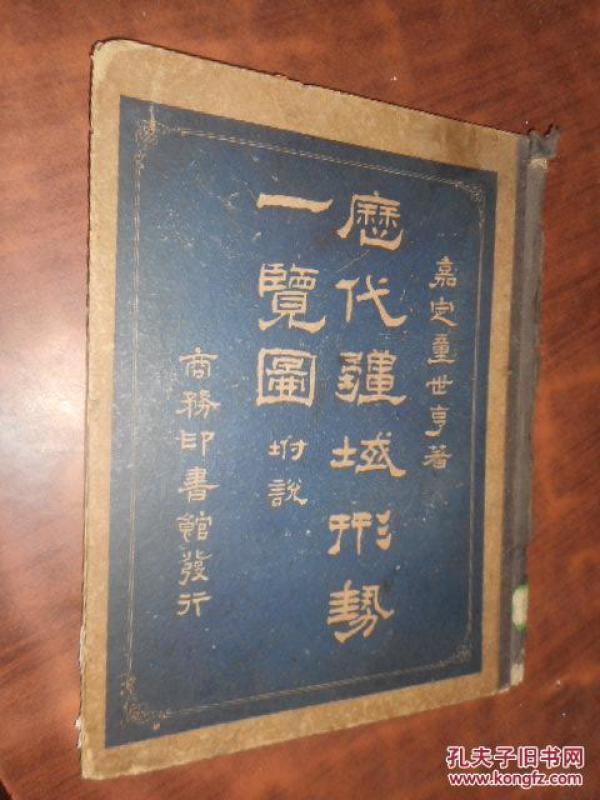 嘉定童世亨著
歷代疆域形勢
一覽圖坿說
商務印書館發行
孔夫子旧书网
www.kongfz.com